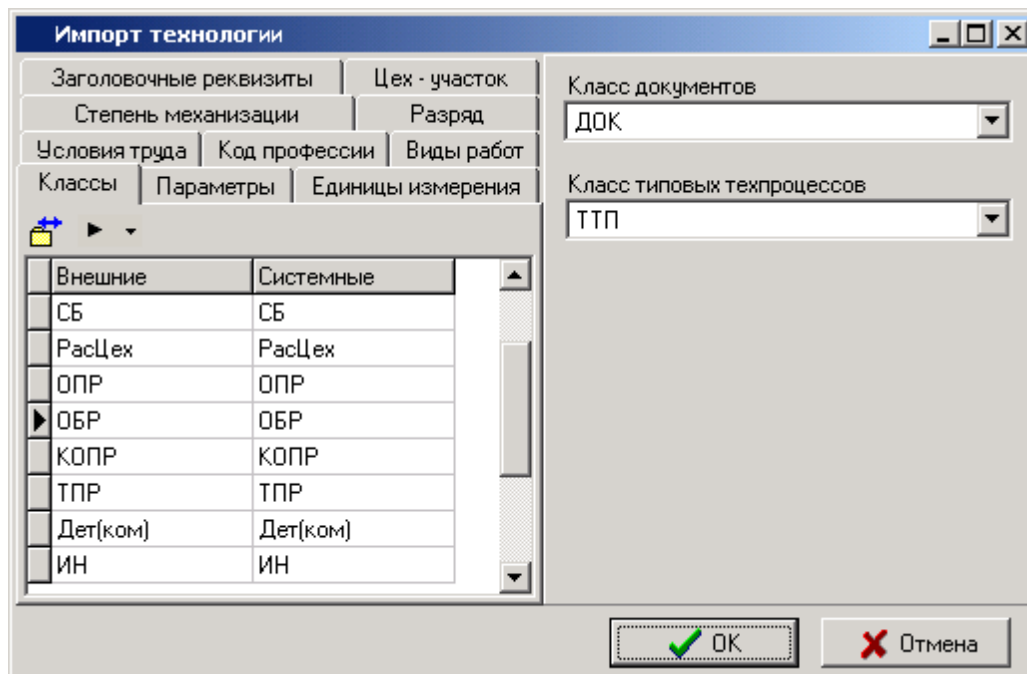 Импорт технологии
Заголовочные реквизиты Цех - участок
Степень механизации Разряд
Условия труда Код профессии Виды работ
Классы Параметры Единицы измерения
Внешние Системные
СБ СБ
РасЦех РасЦех
ОПР ОПР
ОБР ОБР
КОПР КОПР
ТПР ТПР
Дет(ком) Дет(ком)
ИН ИН
Класс документов
ДОК
Класс типовых техпроцессов
ТТП
OK Отмена